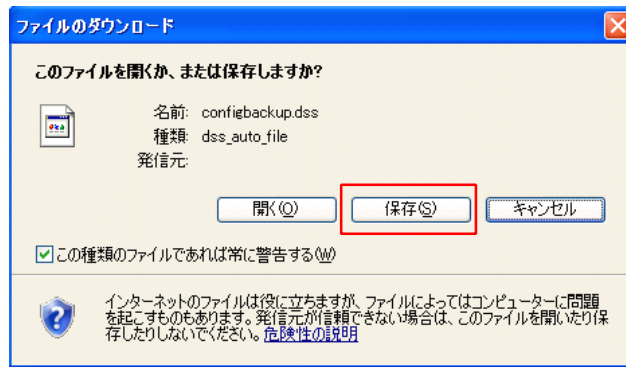 ファイルのダウンロード
このファイルを開くか、または保存しますか?
名前: configbackup.dss
種類: dss_auto_file
発信元:
開く(O) 保存(S) キャンセル
この種類のファイルであれば常に警告する(W)
インターネットのファイルは役に立ちますが、ファイルによってはコンピューターに問題
を起こすものもあります。発信元が信頼できない場合は、このファイルを開いたり保
存したりしないでください。危険性の説明